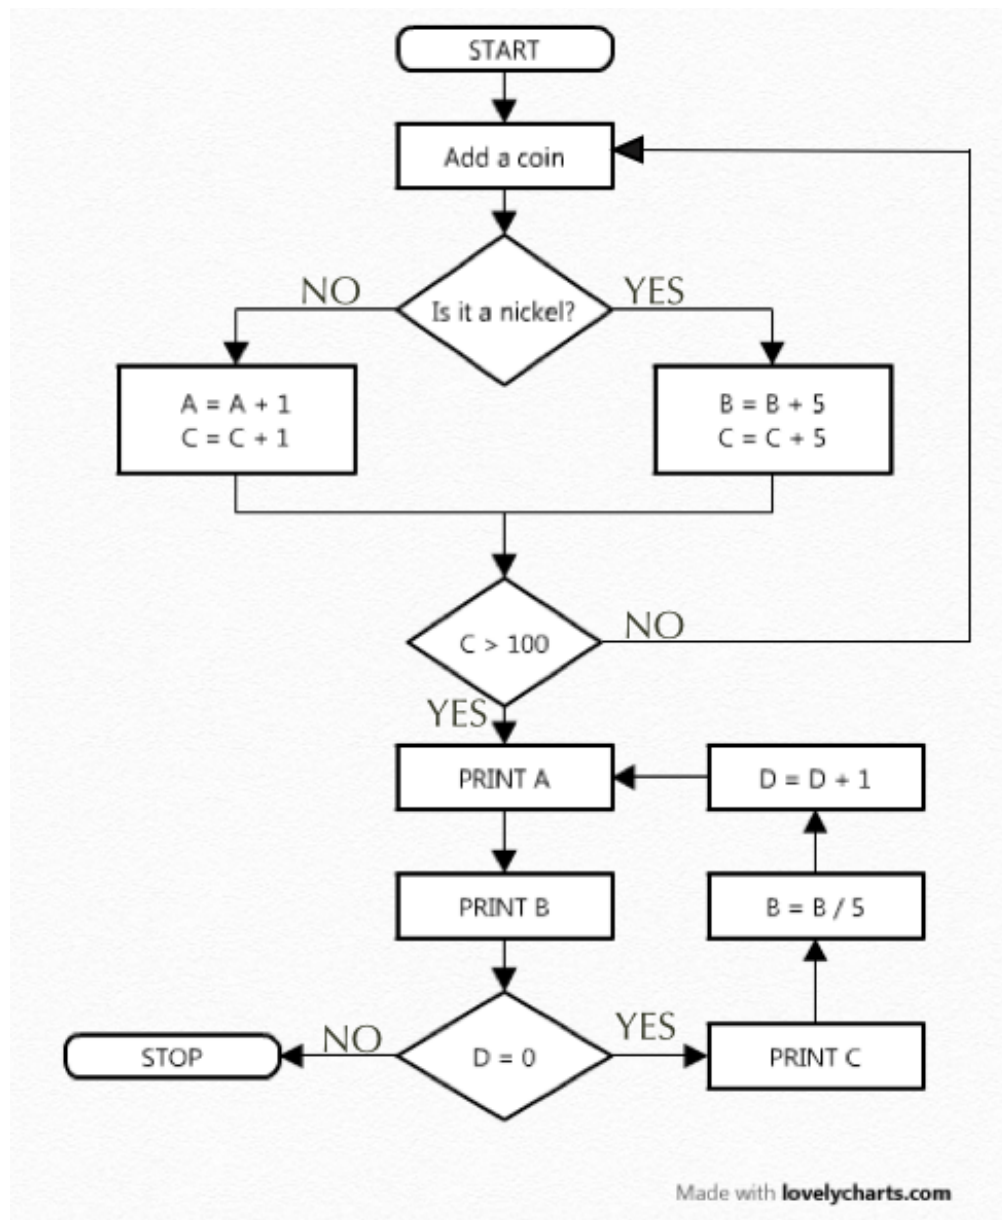 START
Add a coin
NO
YES
Is it a nickel?
A = A + 1
C = C + 1
B = B + 5
C = C + 5
C > 100
NO
YES
PRINT A
D = D + 1
PRINT B
B = B / 5
NO
YES
STOP
D = 0
PRINT C
Made with lovelycharts.com